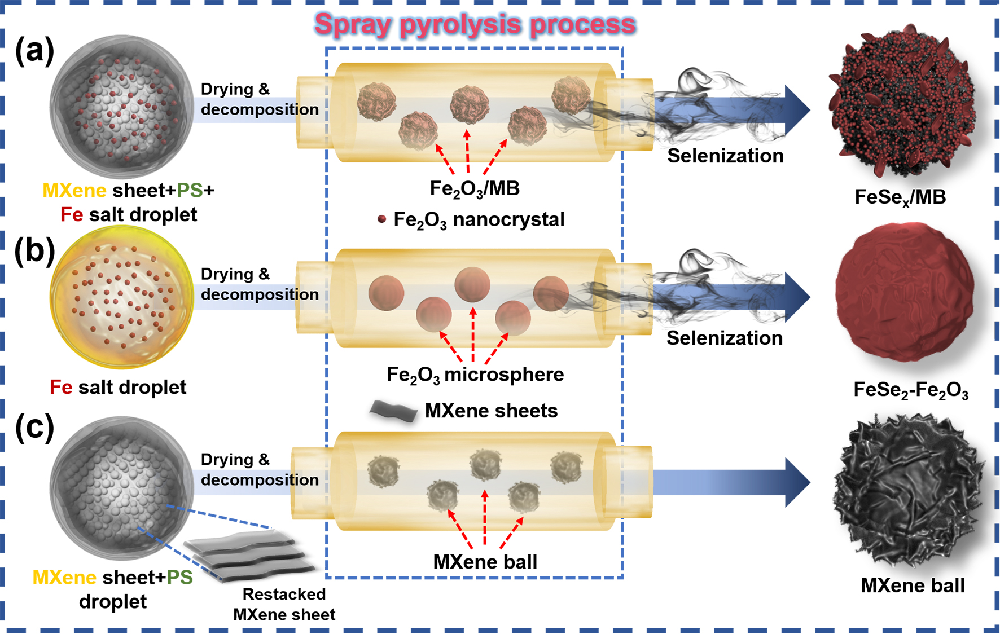 Spray pyrolysis process
(a)
Drying &
decomposition
Selenization
MXene sheet+PS+
Fe salt droplet
Fe₂O₃/MB
Fe₂O₃ nanocrystal
FeSeₓ/MB
(b)
Drying &
decomposition
Selenization
Fe salt droplet
Fe₂O₃ microsphere
MXene sheets
FeSe₂-Fe₂O₃
(c)
Drying &
decomposition
MXene sheet+PS
droplet
Restacked
MXene sheet
MXene ball
MXene ball